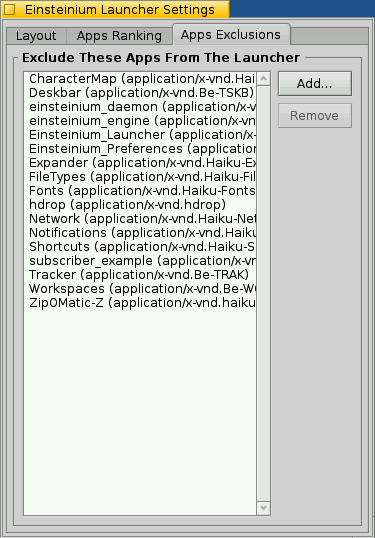 Einsteinium Launcher Settings
Layout
Apps Ranking
Apps Exclusions
Exclude These Apps From The Launcher
CharacterMap (application/x-vnd.Hai
Deskbar (application/x-vnd.Be-TSKB)
einsteinium_daemon (application/x-v
einsteinium_engine (application/x-vn
Einsteinium_Launcher (application/x-
Einsteinium_Preferences (application
Expander (application/x-vnd.Haiku-Ex
FileTypes (application/x-vnd.Haiku-Fil
Fonts (application/x-vnd.Haiku-Fonts
hdrop (application/x-vnd.hdrop)
Network (application/x-vnd.Haiku-Net
Notifications (application/x-vnd.Haiku
Shortcuts (application/x-vnd.Haiku-S
subscriber_example (application/x-vn
Tracker (application/x-vnd.Be-TRAK)
Workspaces (application/x-vnd.Be-W
ZipOMatic-Z (application/x-vnd.haiku
Add...
Remove